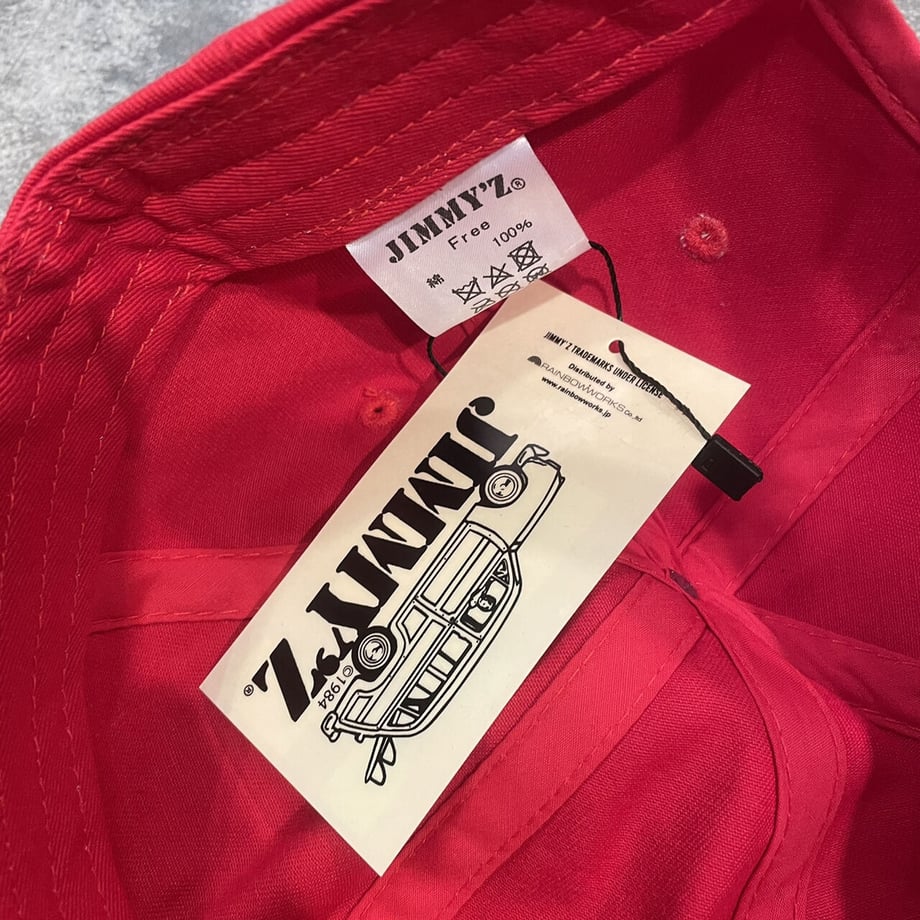 JIMMY'Z®
Free
綿 100%
JIMMY'Z TRADEMARKS UNDER LICENSE
Distributed by
RAINBOWWORKS Co.,ltd
www.rainbowworks.jp
JIMMY'Z®
©1984